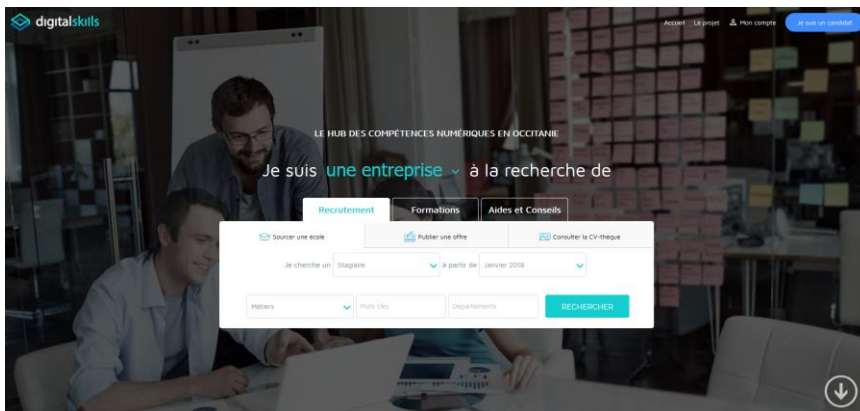 digitalskills
Accueil Le projet Mon compte Je suis un candidat
LE HUB DES COMPÉTENCES NUMÉRIQUES EN OCCITANIE
Je suis une entreprise à la recherche de
Recrutement Formations Aides et Conseils
Sourcer une école Publier une offre Consulter la CV-thèque
Je cherche un Stagiaire à partir de Janvier 2018
Métiers Mots clés Départements RECHERCHER